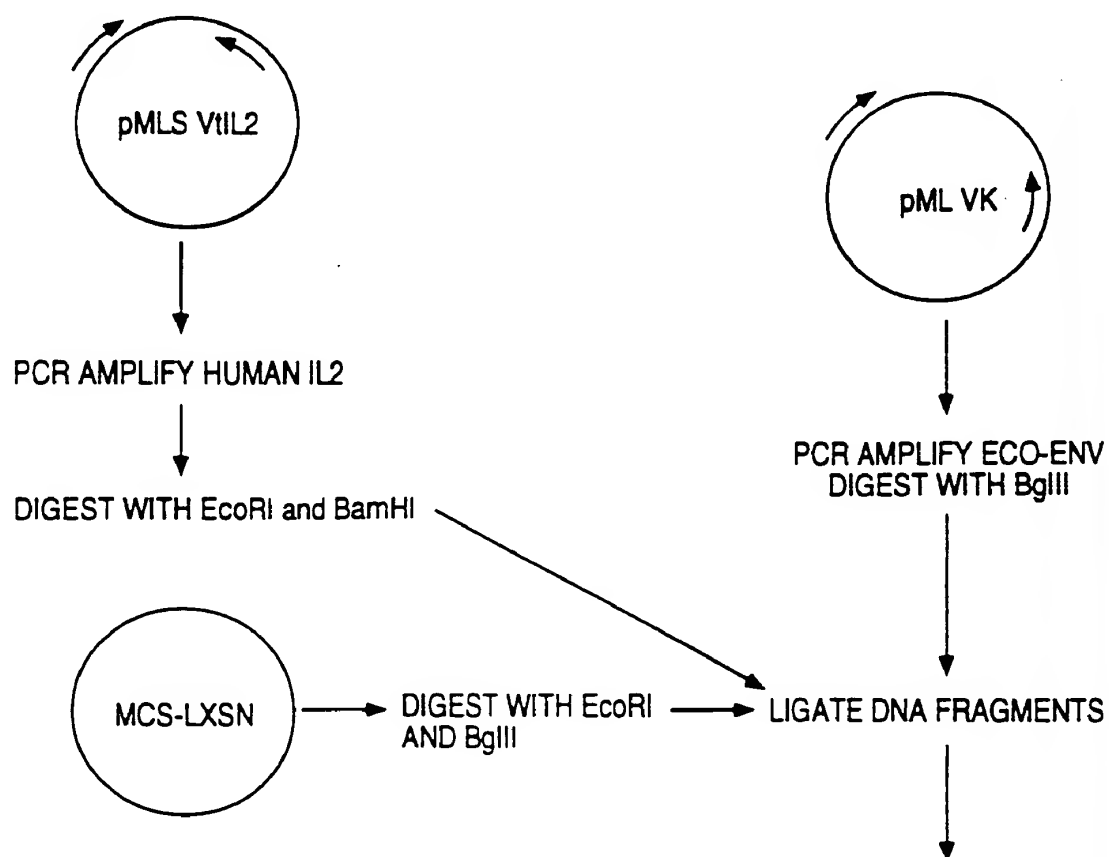 pMLS VtIL2
pML VK
PCR AMPLIFY HUMAN IL2
PCR AMPLIFY ECO-ENV
DIGEST WITH BglII
DIGEST WITH EcoRI and BamHI
MCS-LXSN
DIGEST WITH EcoRI
AND BglII
LIGATE DNA FRAGMENTS